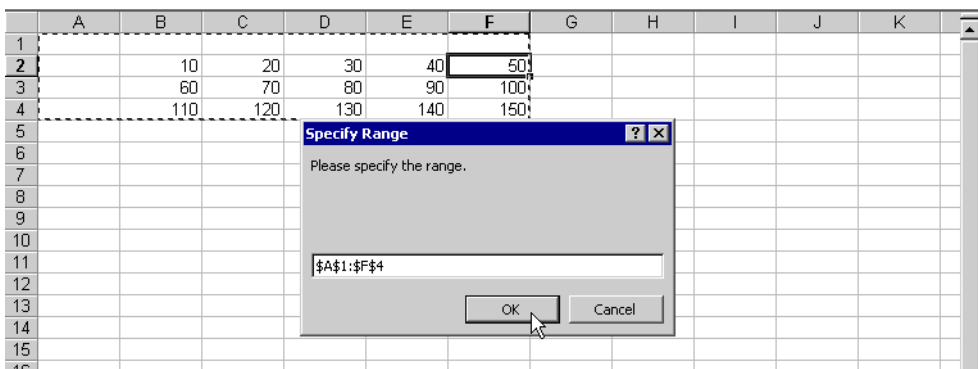 A B C D E F G H I J K
1
2 10 20 30 40 50
3 60 70 80 90 100
4 110 120 130 140 150
5
Specify Range ? X
6
Please specify the range.
7
8
9
10
11
$A$1:$F$4
12
13
OK Cancel
14
15
16